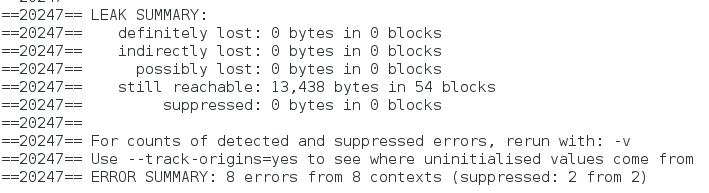 ==20247== LEAK SUMMARY:
==20247==    definitely lost: 0 bytes in 0 blocks
==20247==    indirectly lost: 0 bytes in 0 blocks
==20247==      possibly lost: 0 bytes in 0 blocks
==20247==    still reachable: 13,438 bytes in 54 blocks
==20247==         suppressed: 0 bytes in 0 blocks
==20247==
==20247== For counts of detected and suppressed errors, rerun with: -v
==20247== Use --track-origins=yes to see where uninitialised values come from
==20247== ERROR SUMMARY: 8 errors from 8 contexts (suppressed: 2 from 2)